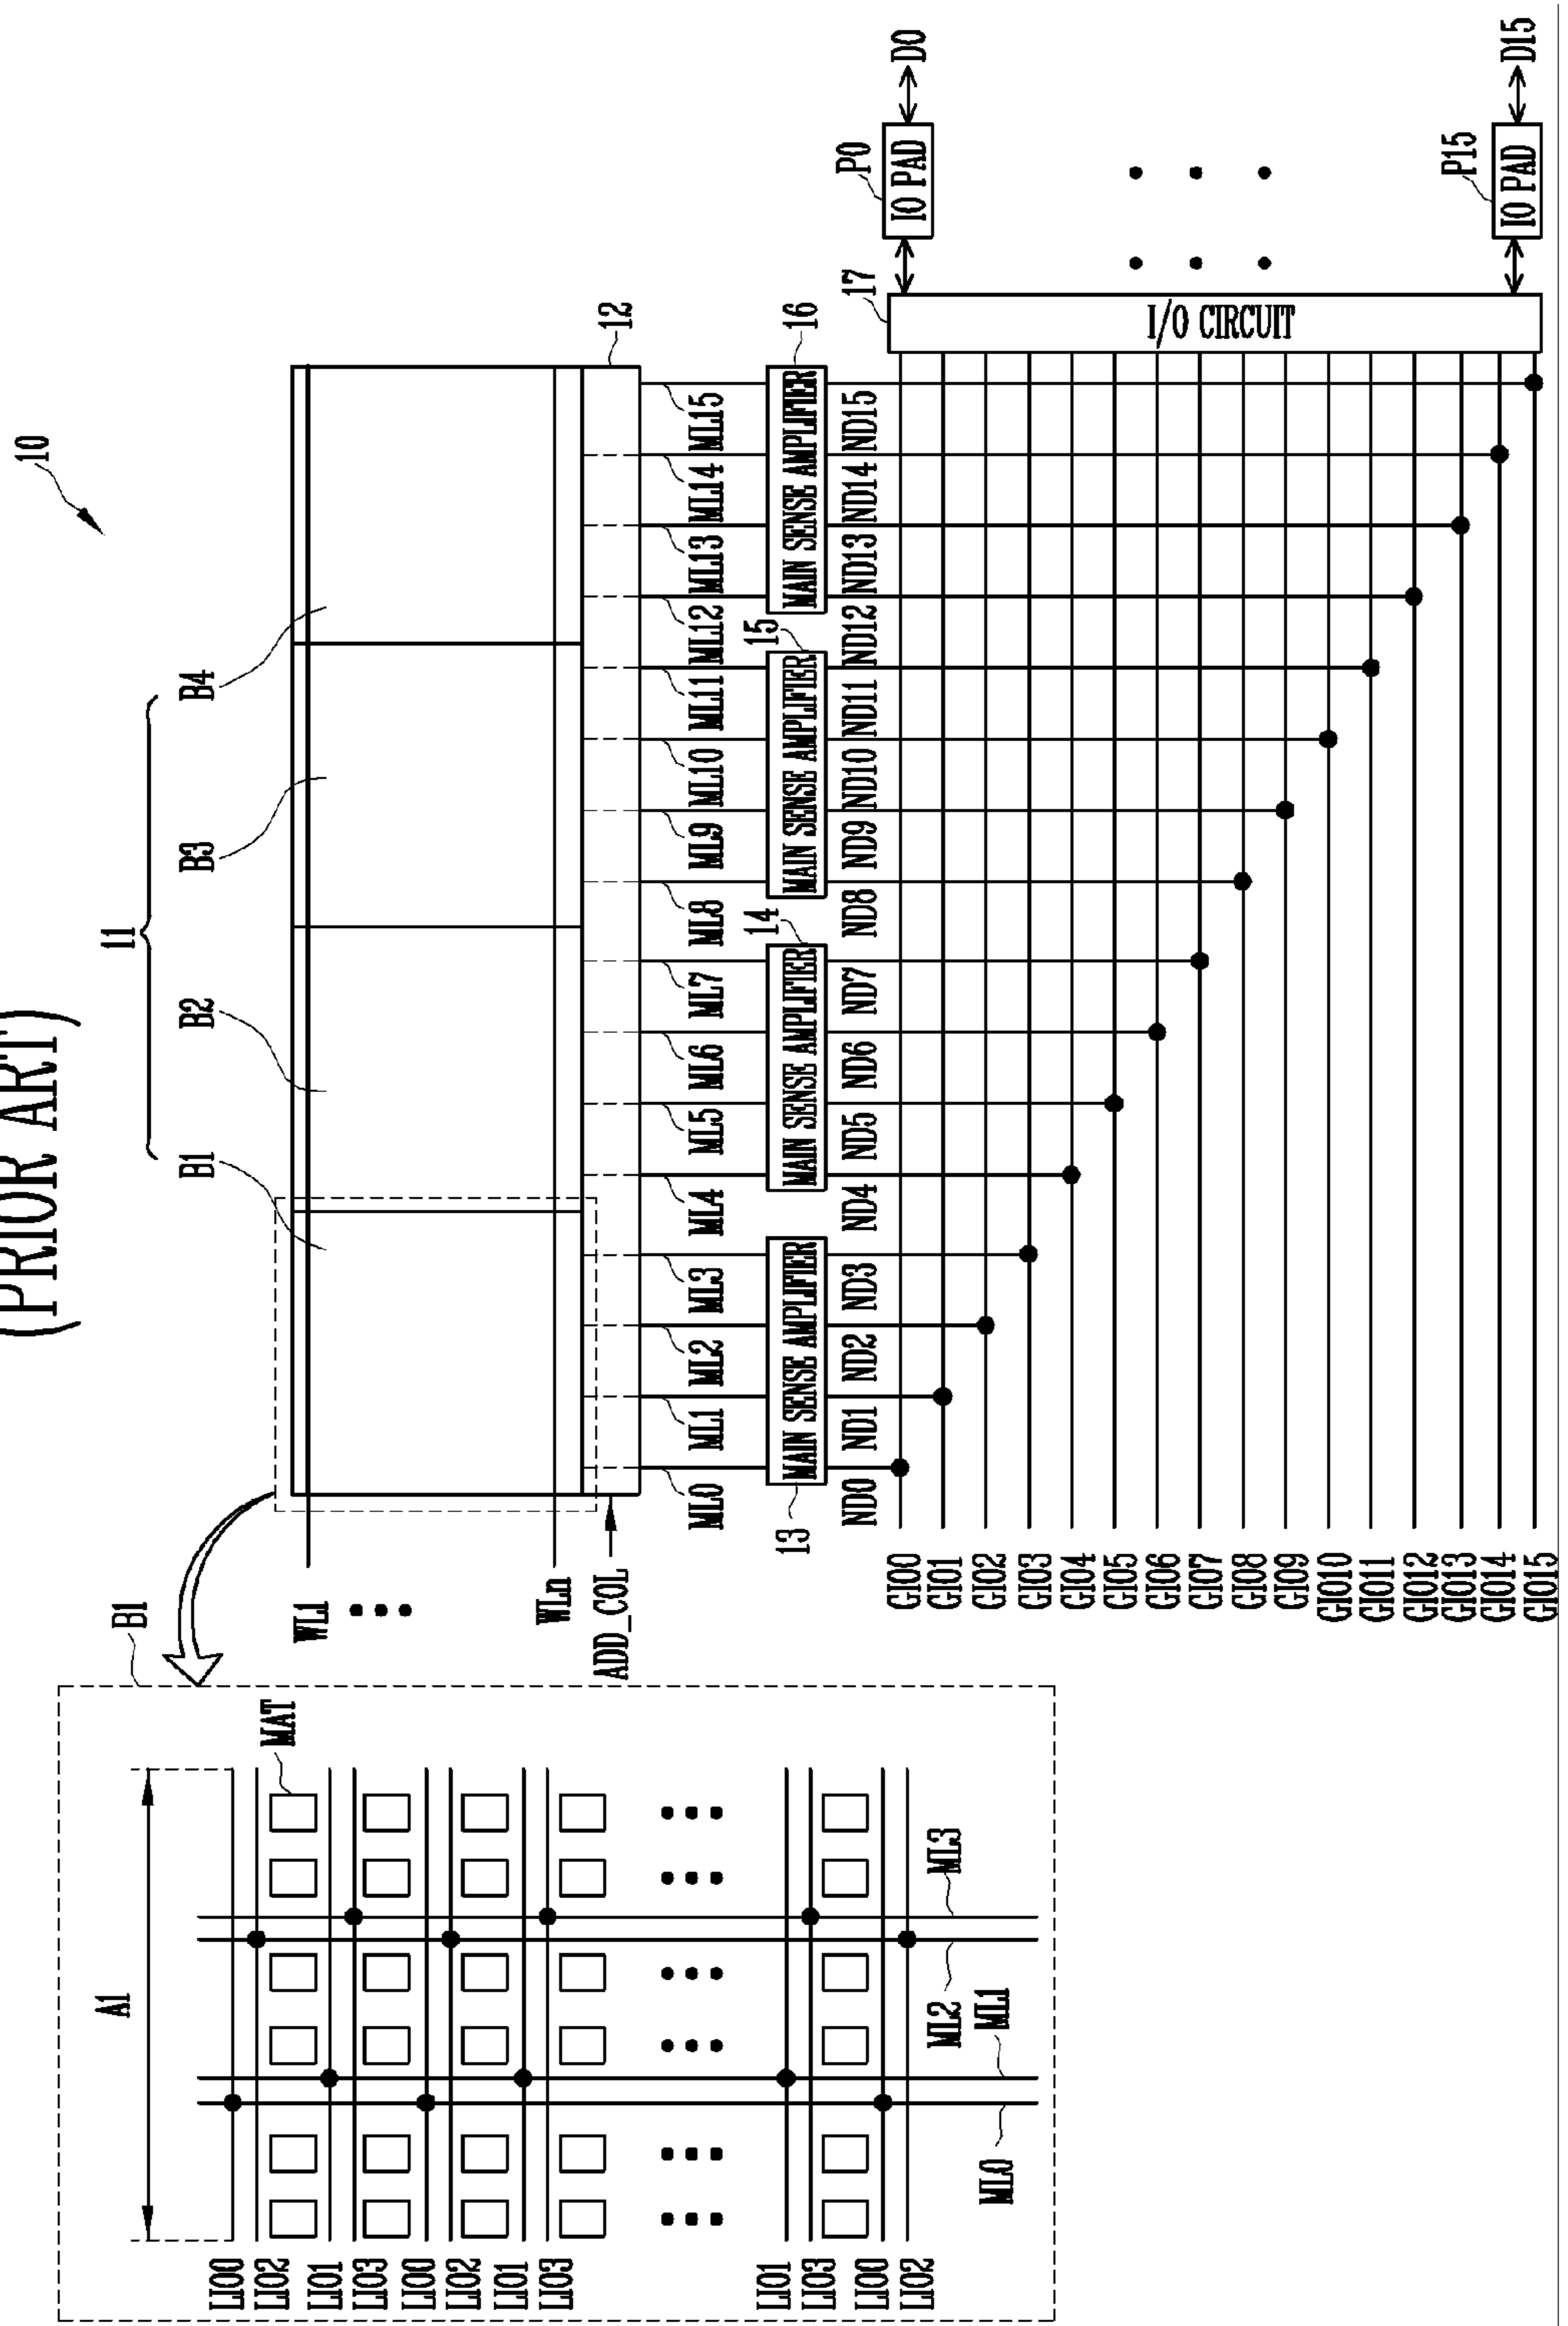 (PRIOR ART)
10
11
B1
B2
B3
B4
12
WL1
WLn
ADD_COL
ML0
ML1
ML2
ML3
ML4
ML5
ML6
ML7
ML8
ML9
ML10
ML11
ML12
ML13
ML14
ML15
13
MAIN SENSE AMPLIFIER
14
MAIN SENSE AMPLIFIER
15
MAIN SENSE AMPLIFIER
16
MAIN SENSE AMPLIFIER
ND0
ND1
ND2
ND3
ND4
ND5
ND6
ND7
ND8
ND9
ND10
ND11
ND12
ND13
ND14
ND15
GIO0
GIO1
GIO2
GIO3
GIO4
GIO5
GIO6
GIO7
GIO8
GIO9
GIO10
GIO11
GIO12
GIO13
GIO14
GIO15
17
I/O CIRCUIT
P0
IO PAD
D0
P15
IO PAD
D15
B1
A1
MAT
LIO0
LIO2
LIO1
LIO3
LIO0
LIO2
LIO1
LIO3
LIO1
LIO3
LIO0
LIO2
ML0
ML1
ML2
ML3